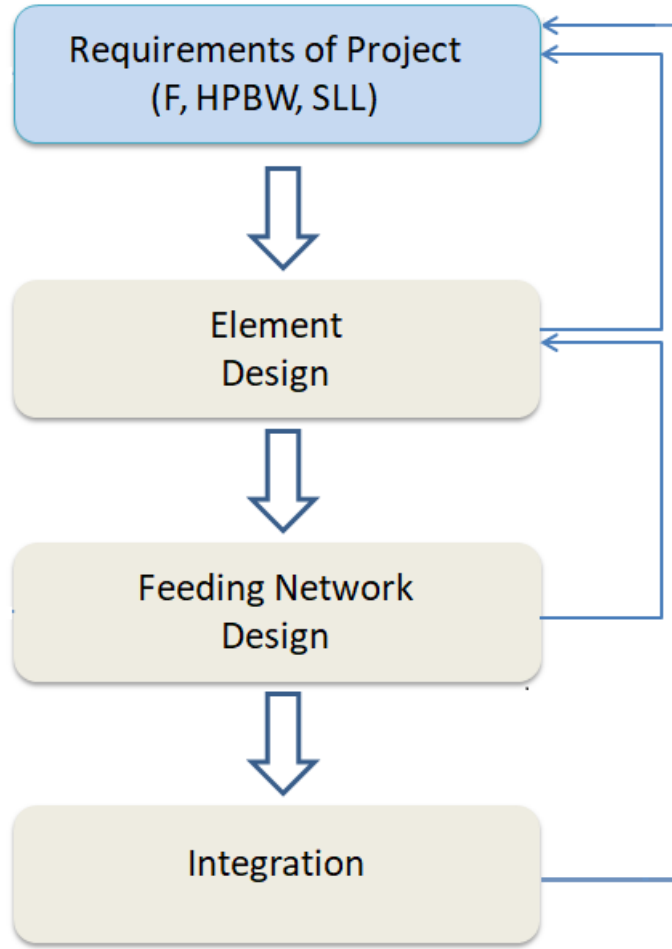 Requirements of Project
(F, HPBW, SLL)
Element
Design
Feeding Network
Design
Integration